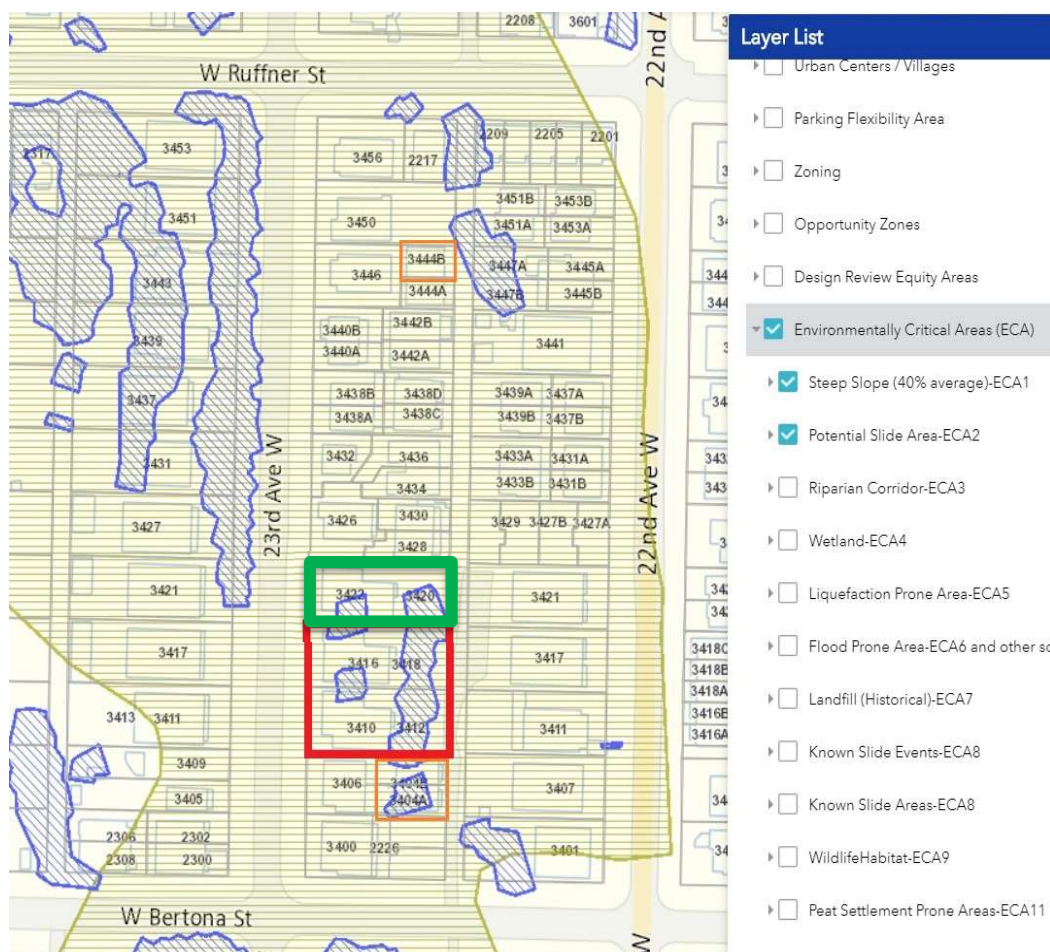 2208
3601
22nd A
W Ruffner St
2317
3453
3456
2217
2209
2205
2201
3451
3450
3451B
3453B
3451A
3453A
3444B
3446
3444A
3447A
3445A
3447B
3445B
3443
3440B
3442B
3440A
3442A
3441
3439
3437
3438B
3438D
3438A
3438C
3439A
3437A
3439B
3437B
3431
3432
3436
3434
3433A
3431A
3433B
3431B
3427
3426
3430
3428
3429
3427B
3427A
23rd Ave W
22nd Ave W
3421
3422
3420
3421
3417
3416
3418
3417
3418C
3418B
3418A
3416B
3416A
3413
3411
3410
3412
3411
3409
3406
3404B
3404A
3407
3405
2306
2302
2308
2300
3400
2226
3401
W Bertona St
W
Layer List
Urban Centers / Villages
Parking Flexibility Area
Zoning
Opportunity Zones
Design Review Equity Areas
Environmentally Critical Areas (ECA)
Steep Slope (40% average)-ECA1
Potential Slide Area-ECA2
Riparian Corridor-ECA3
Wetland-ECA4
Liquefaction Prone Area-ECA5
Flood Prone Area-ECA6 and other sc
Landfill (Historical)-ECA7
Known Slide Events-ECA8
Known Slide Areas-ECA8
WildlifeHabitat-ECA9
Peat Settlement Prone Areas-ECA11